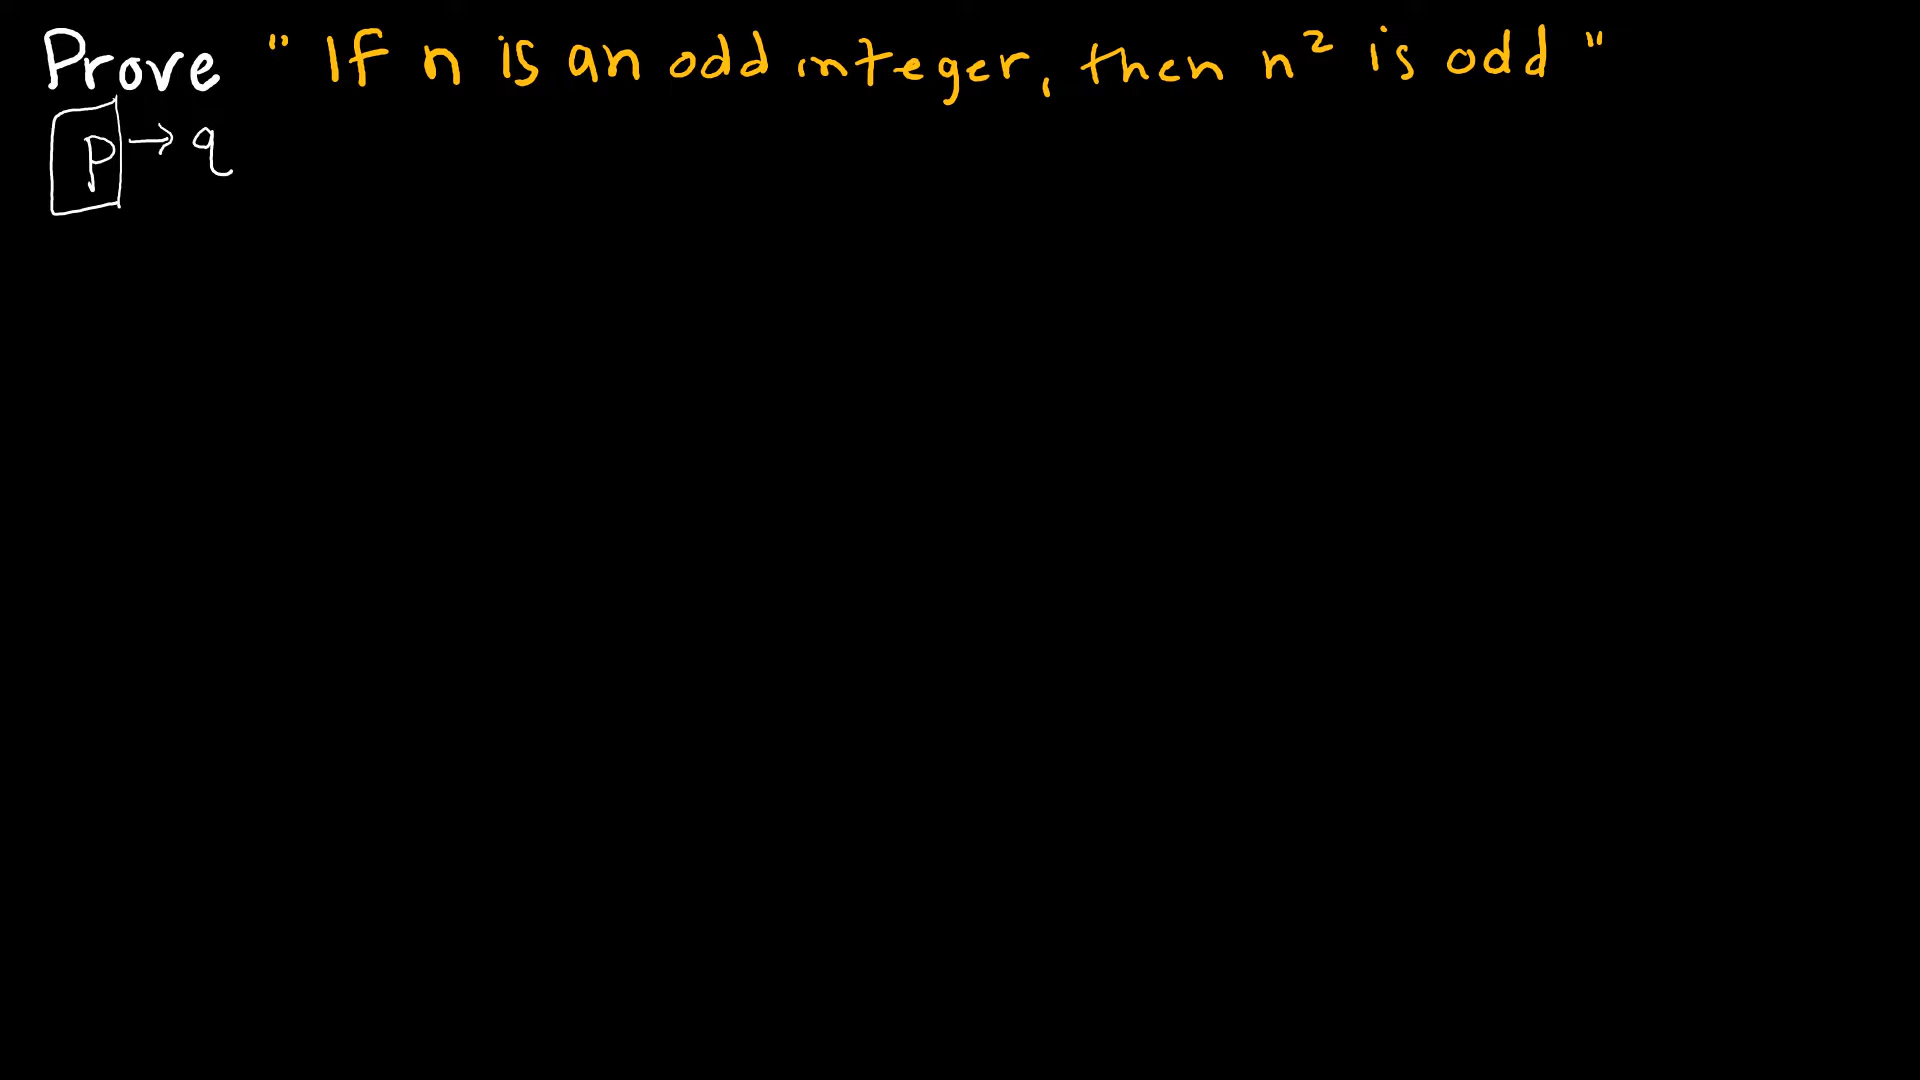 Prove " If n is an odd integer, then n² is odd "
p → q